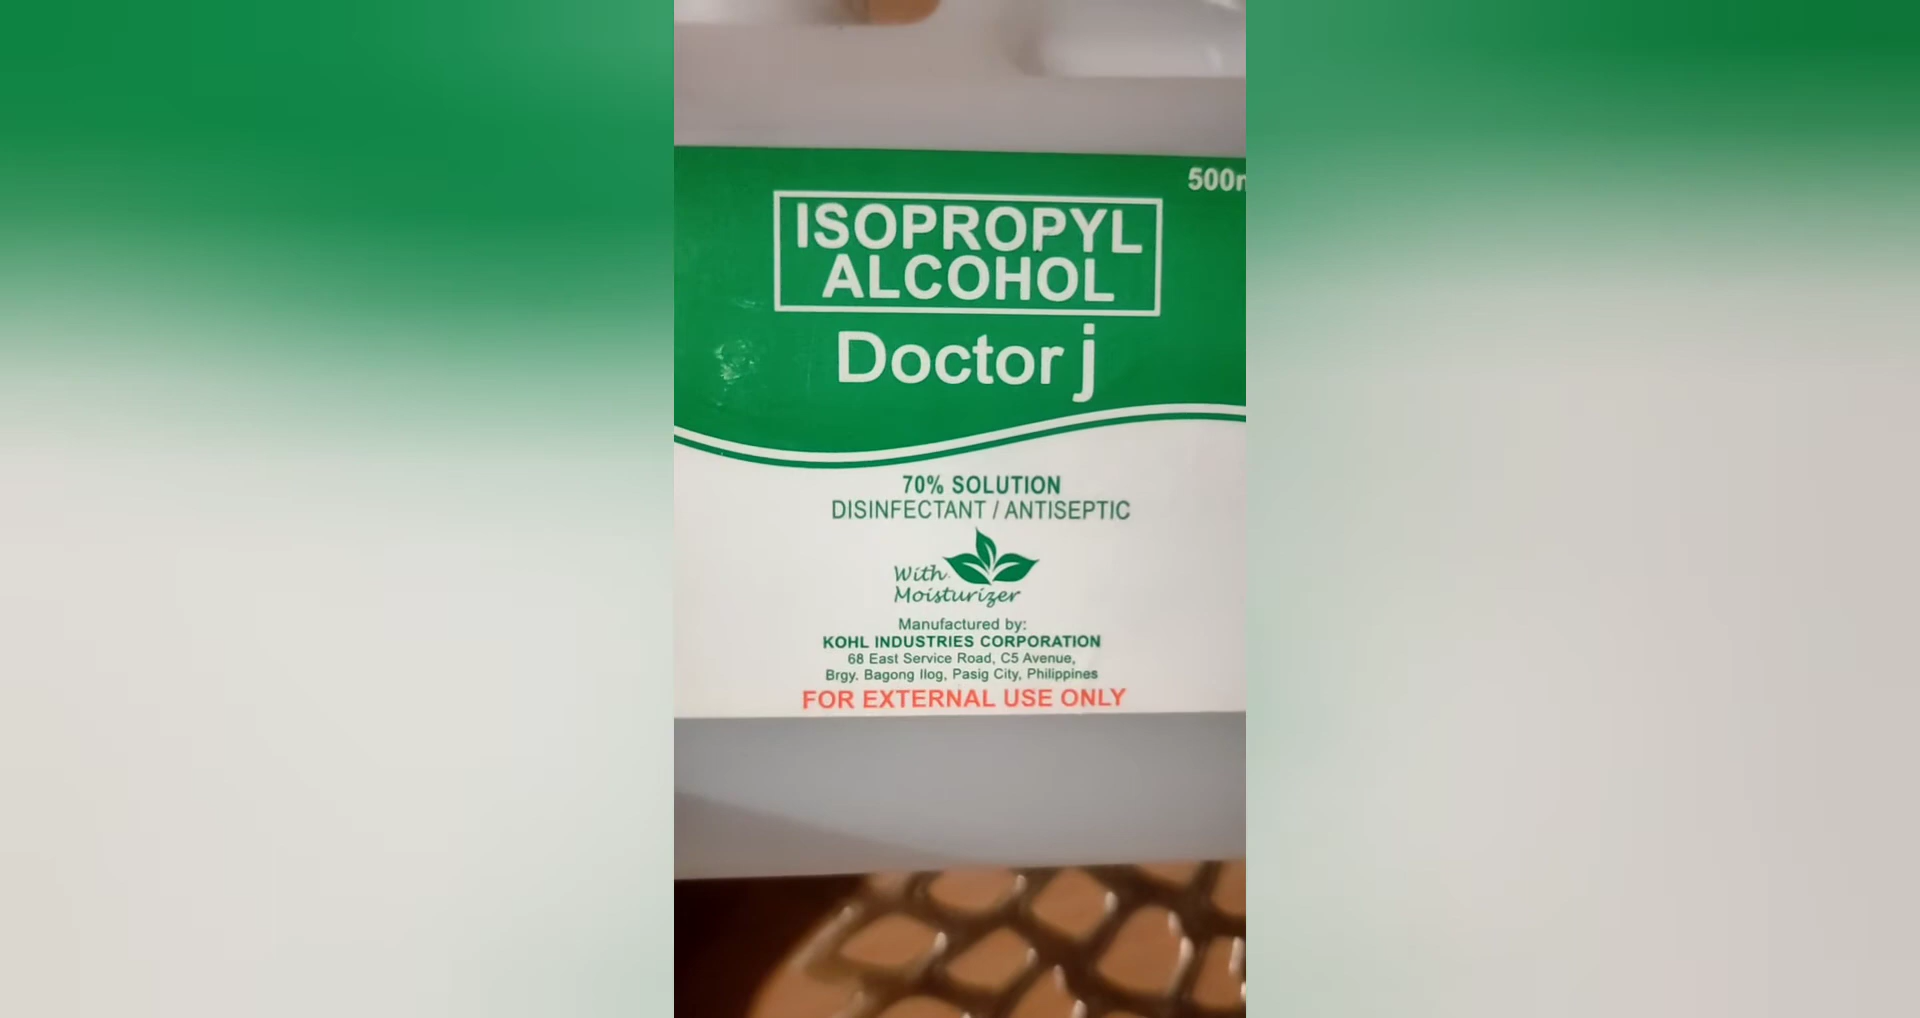 500m
ISOPROPYL
ALCOHOL
Doctor j
70% SOLUTION
DISINFECTANT / ANTISEPTIC
With
Moisturizer
Manufactured by:
KOHL INDUSTRIES CORPORATION
68 East Service Road, C5 Avenue,
Brgy. Bagong Ilog, Pasig City, Philippines
FOR EXTERNAL USE ONLY